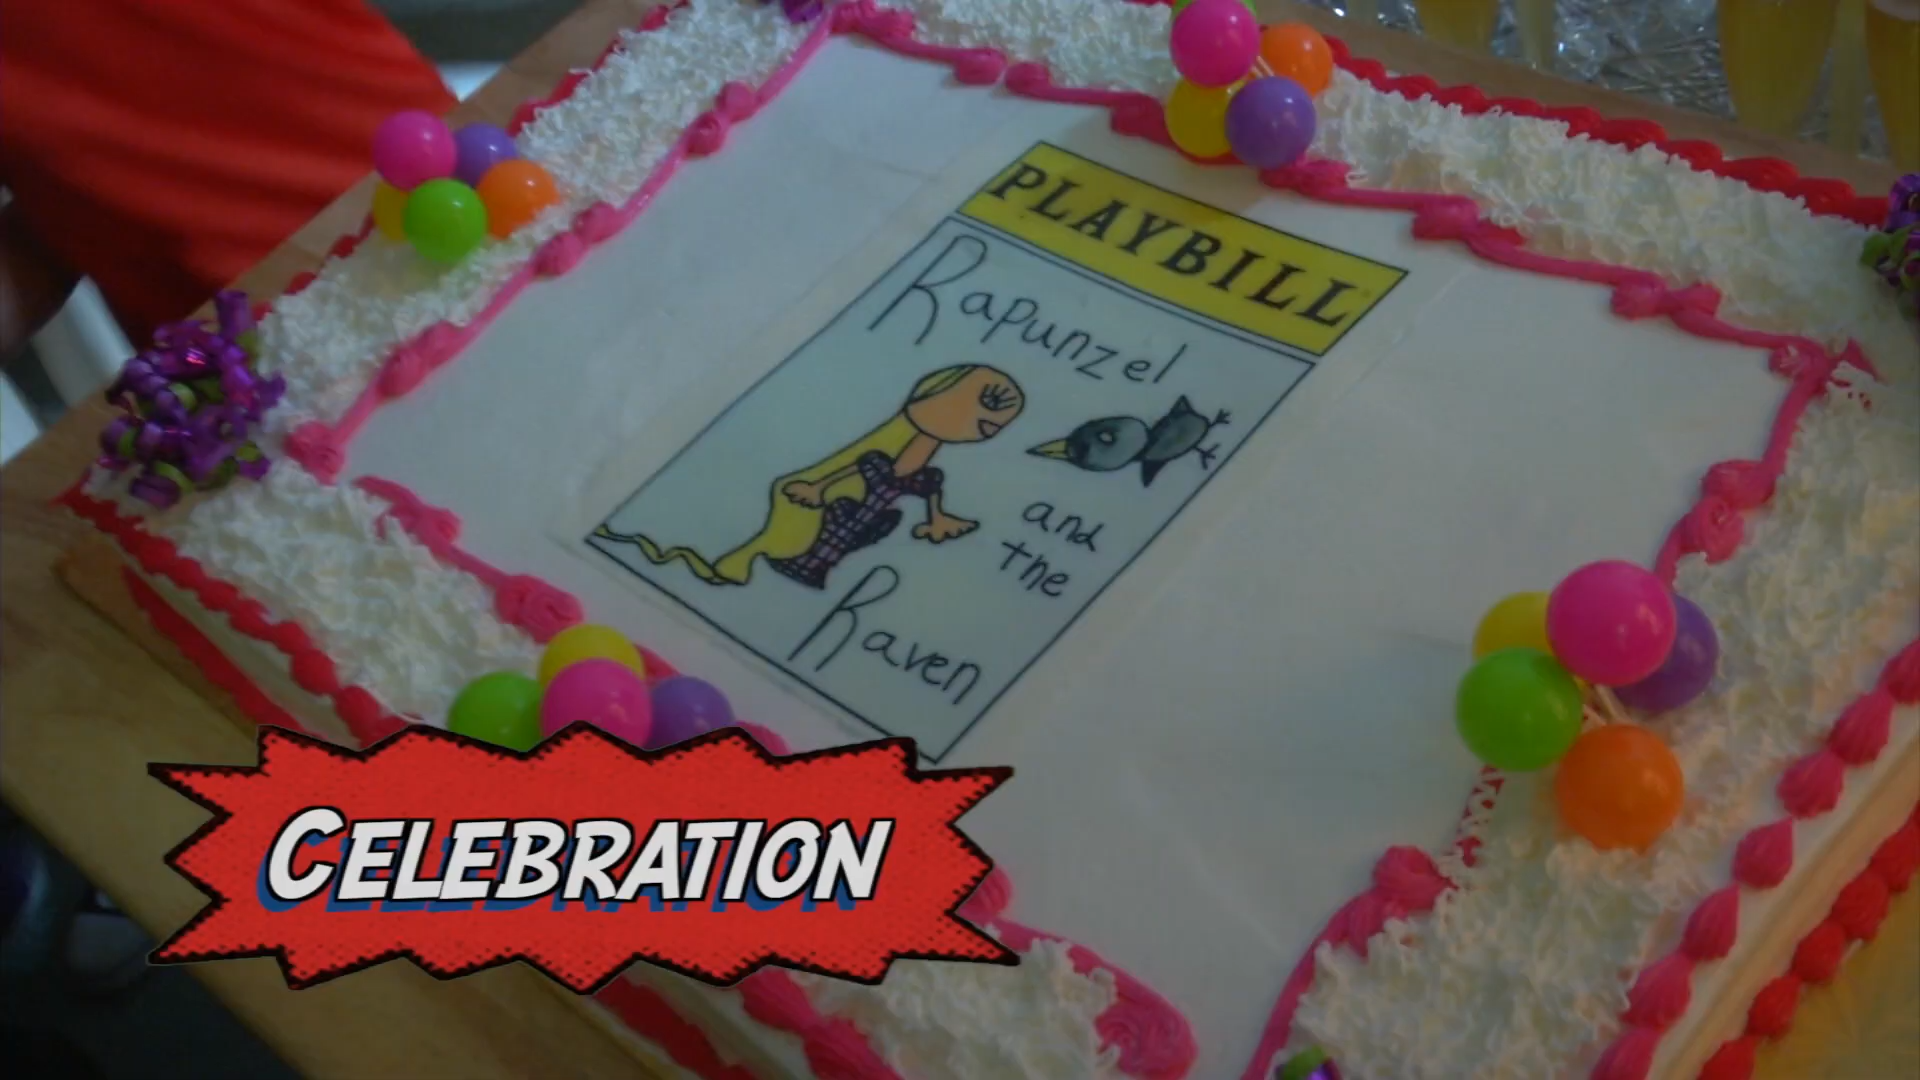 PLAYBILL
Rapunzel
and
the
Raven
CELEBRATION